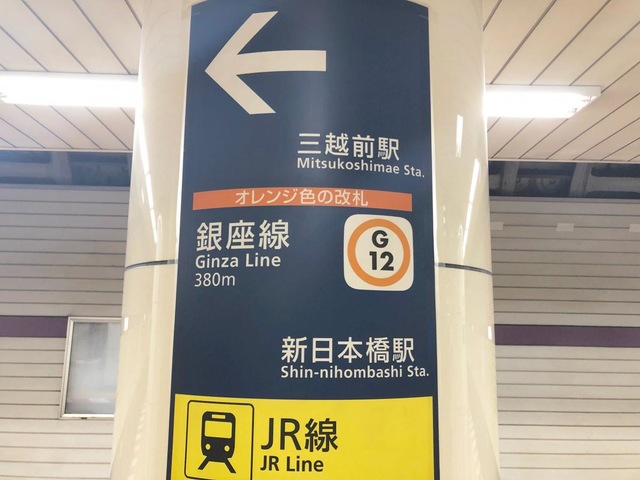 三越前駅
Mitsukoshimae Sta.
オレンジ色の改札
銀座線
Ginza Line
380m
G
12
新日本橋駅
Shin-nihombashi Sta.
JR線
JR Line